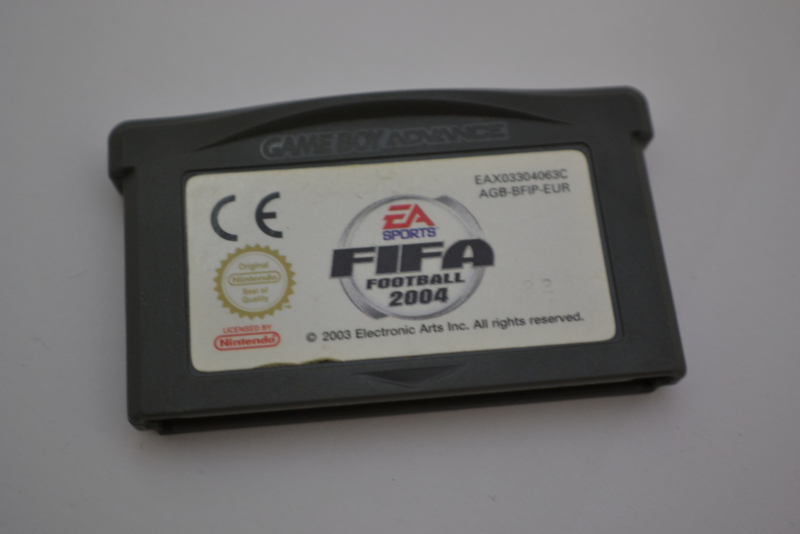 GAME BOY ADVANCE
EAX03304063C
AGB-BFIP-EUR
CE
EA
SPORTS
FIFA
FOOTBALL
2004
Original
Nintendo
Seal of
Quality
LICENSED BY
Nintendo
© 2003 Electronic Arts Inc. All rights reserved.
22